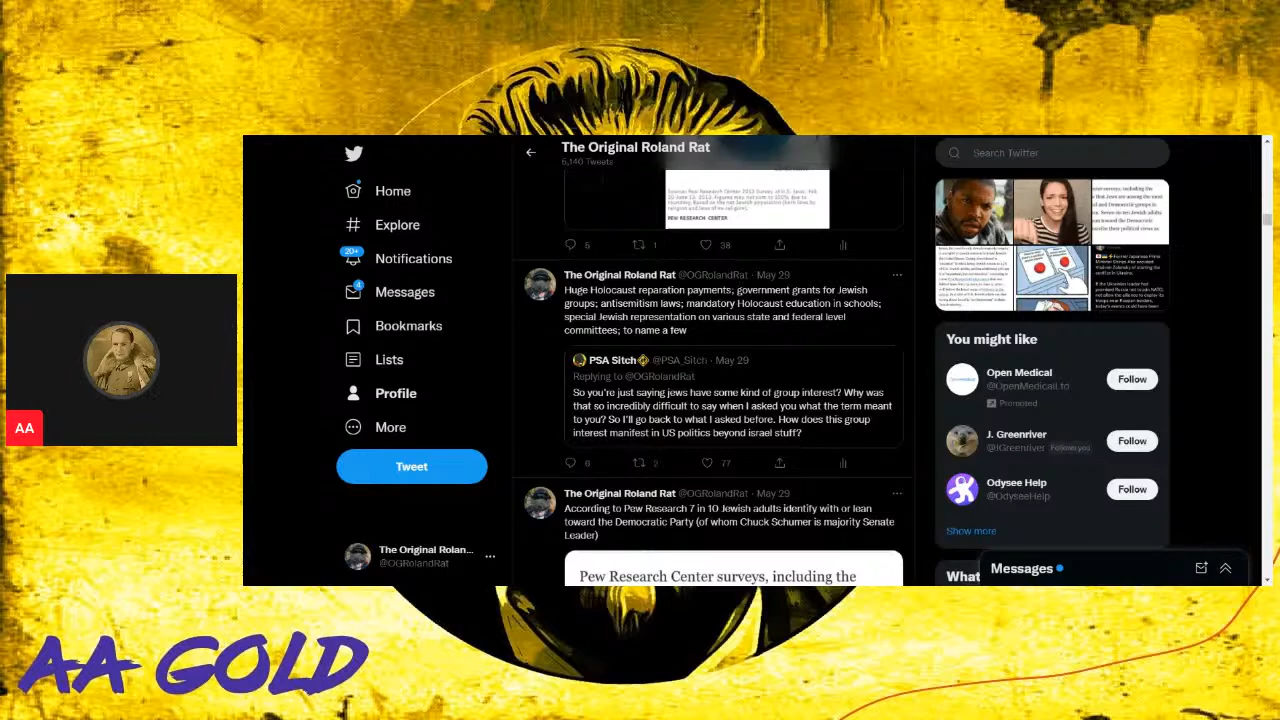 The Original Roland Rat
5,140 Tweets
Search Twitter
Home
Explore
20+
Notifications
4
Messages
Bookmarks
Lists
Profile
More
Tweet
The Original Rolan...
@OGRolandRat
PEW RESEARCH CENTER
5
1
38
The Original Roland Rat @OGRolandRat · May 29
Huge Holocaust reparation payments; government grants for Jewish
groups; antisemitism laws; mandatory Holocaust education in schools;
special Jewish representation on various state and federal level
committees; to name a few
PSA Sitch @PSA_Sitch · May 29
Replying to @OGRolandRat
So you're just saying jews have some kind of group interest? Why was
that so incredibly difficult to say when I asked you what the term meant
to you? So I'll go back to what I asked before. How does this group
interest manifest in US politics beyond israel stuff?
6
2
77
The Original Roland Rat @OGRolandRat · May 29
According to Pew Research 7 in 10 Jewish adults identify with or lean
toward the Democratic Party (of whom Chuck Schumer is majority Senate
Leader)
Pew Research Center surveys, including the
You might like
Open Medical
@OpenMedicalLtd
Promoted
Follow
J. Greenriver
@JGreenriver Follows you
Follow
Odysee Help
@OdyseeHelp
Follow
Show more
What
Messages
AA
AA GOLD